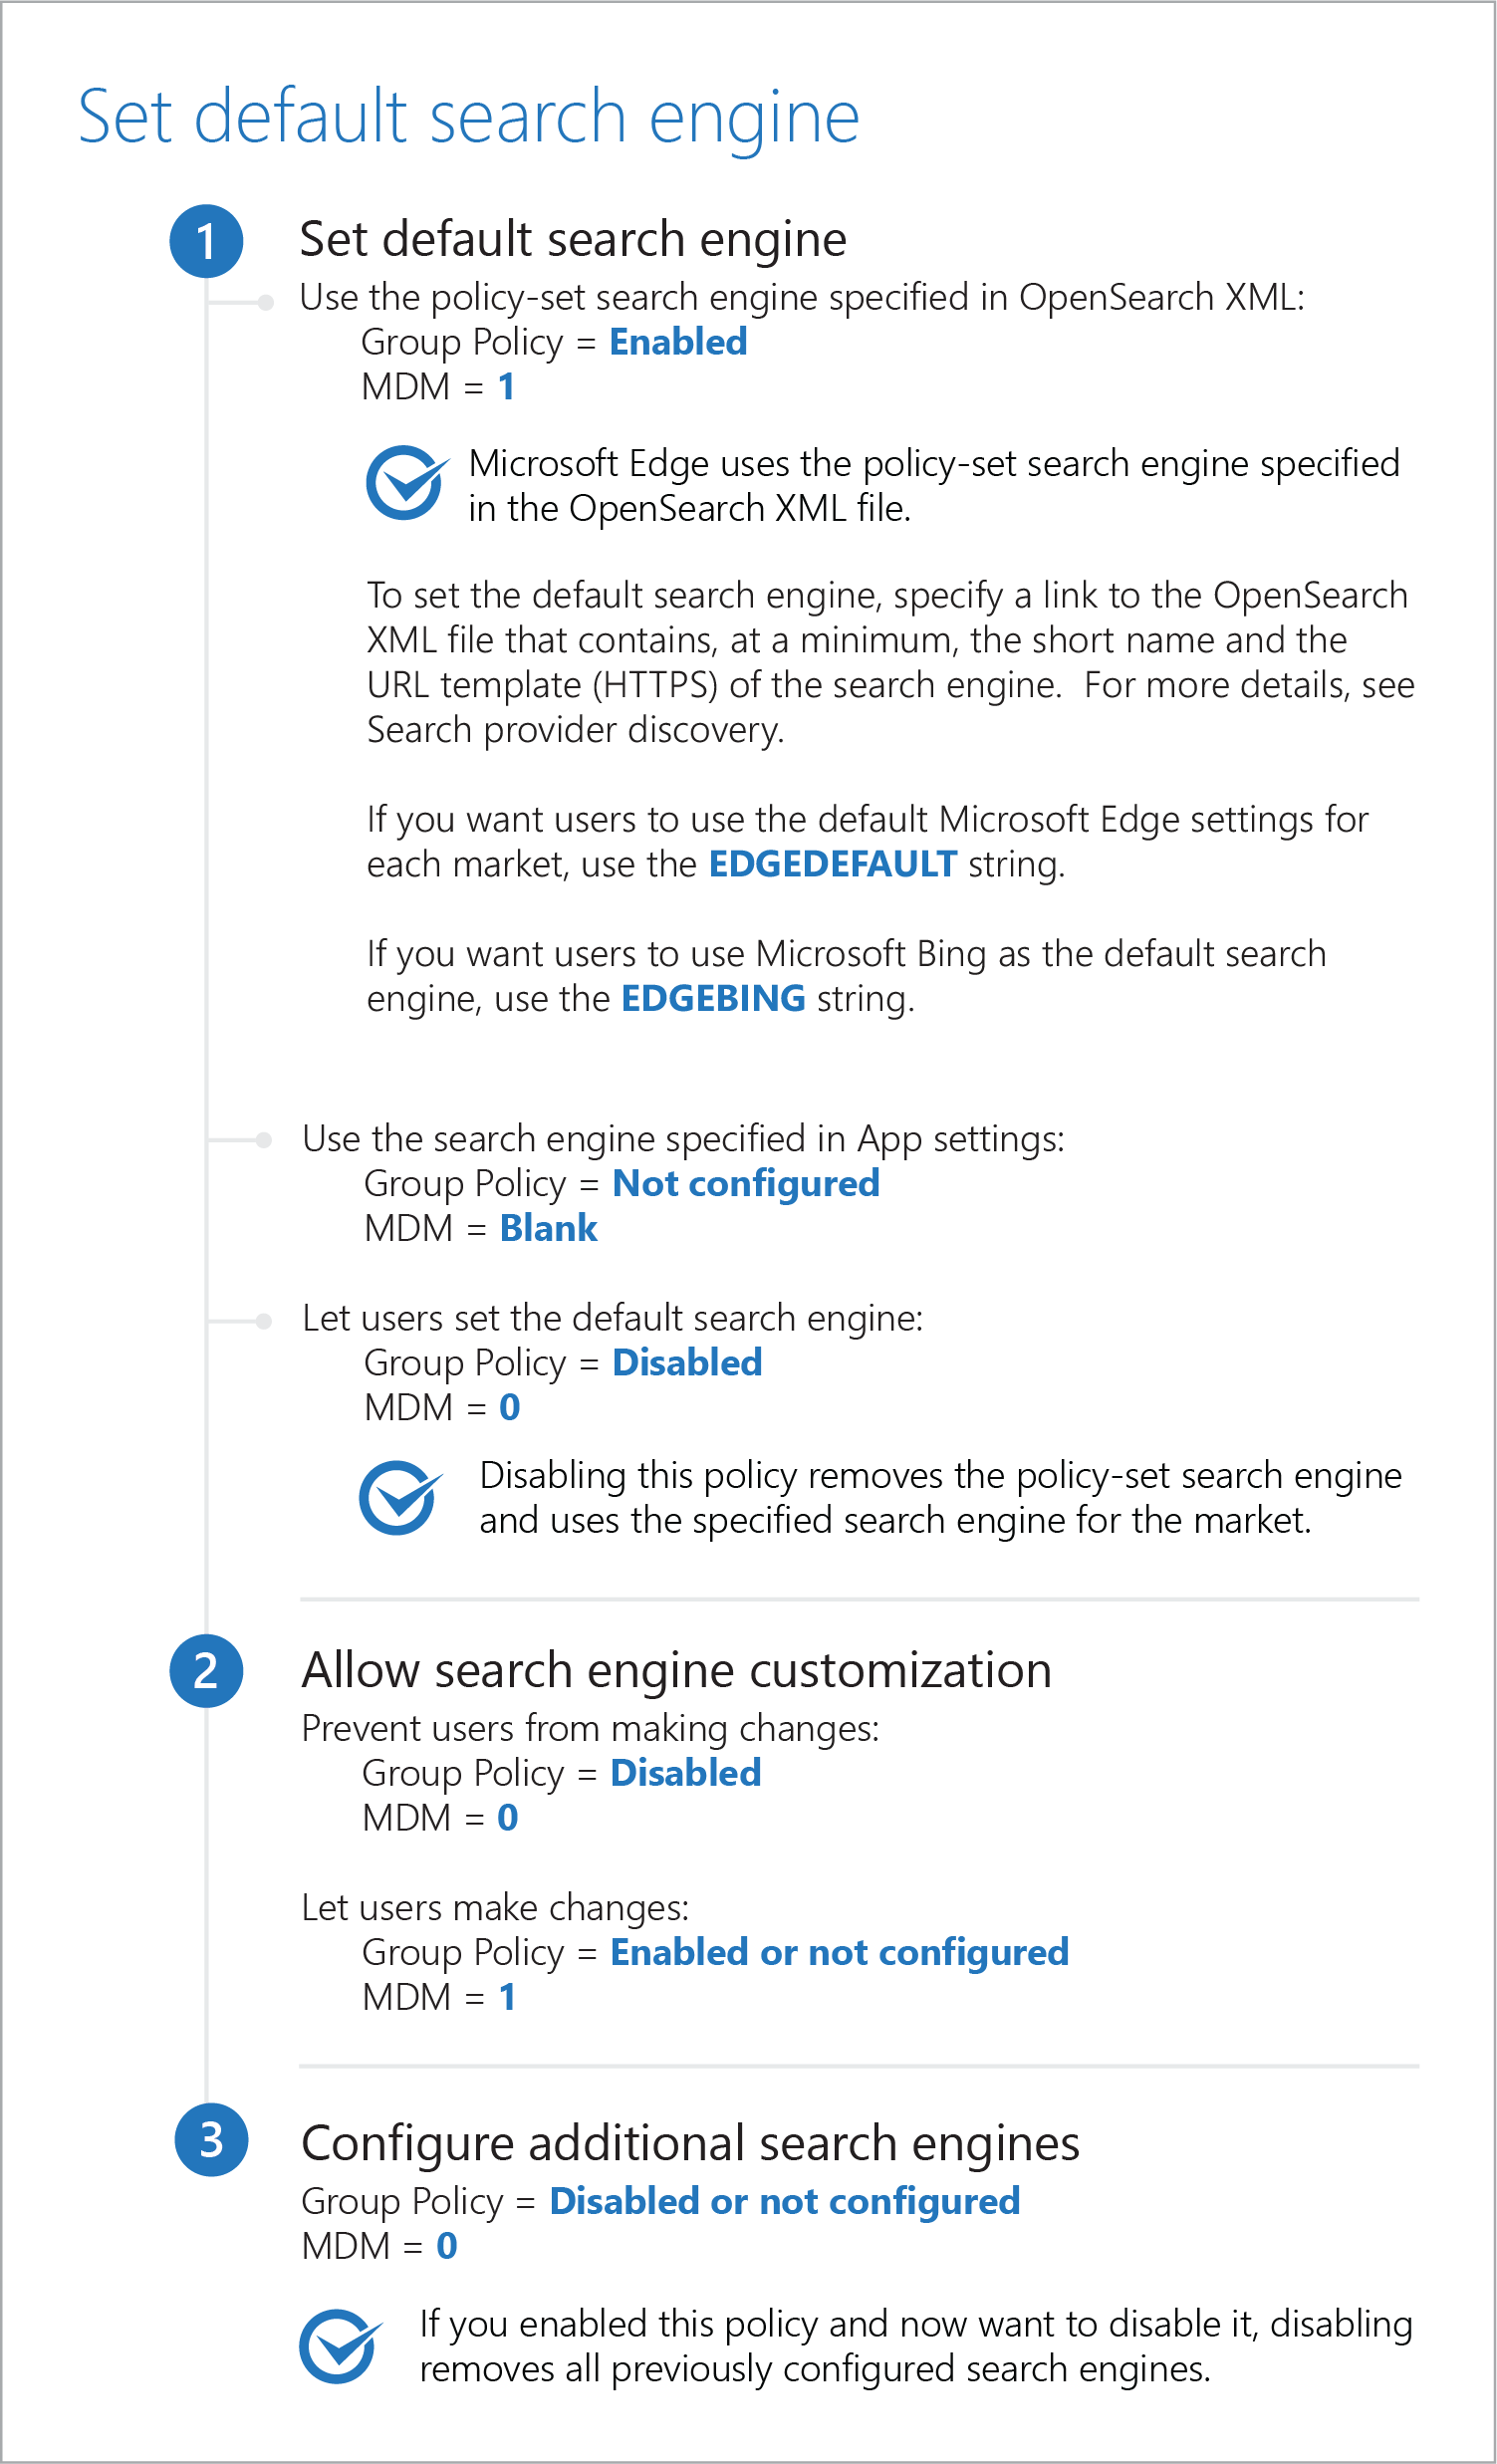 Set default search engine
1
Set default search engine
Use the policy-set search engine specified in OpenSearch XML:
Group Policy = Enabled
MDM = 1
Microsoft Edge uses the policy-set search engine specified
in the OpenSearch XML file.
To set the default search engine, specify a link to the OpenSearch
XML file that contains, at a minimum, the short name and the
URL template (HTTPS) of the search engine.  For more details, see
Search provider discovery.
If you want users to use the default Microsoft Edge settings for
each market, use the EDGEDEFAULT string.
If you want users to use Microsoft Bing as the default search
engine, use the EDGEBING string.
Use the search engine specified in App settings:
Group Policy = Not configured
MDM = Blank
Let users set the default search engine:
Group Policy = Disabled
MDM = 0
Disabling this policy removes the policy-set search engine
and uses the specified search engine for the market.
2
Allow search engine customization
Prevent users from making changes:
Group Policy = Disabled
MDM = 0
Let users make changes:
Group Policy = Enabled or not configured
MDM = 1
3
Configure additional search engines
Group Policy = Disabled or not configured
MDM = 0
If you enabled this policy and now want to disable it, disabling
removes all previously configured search engines.